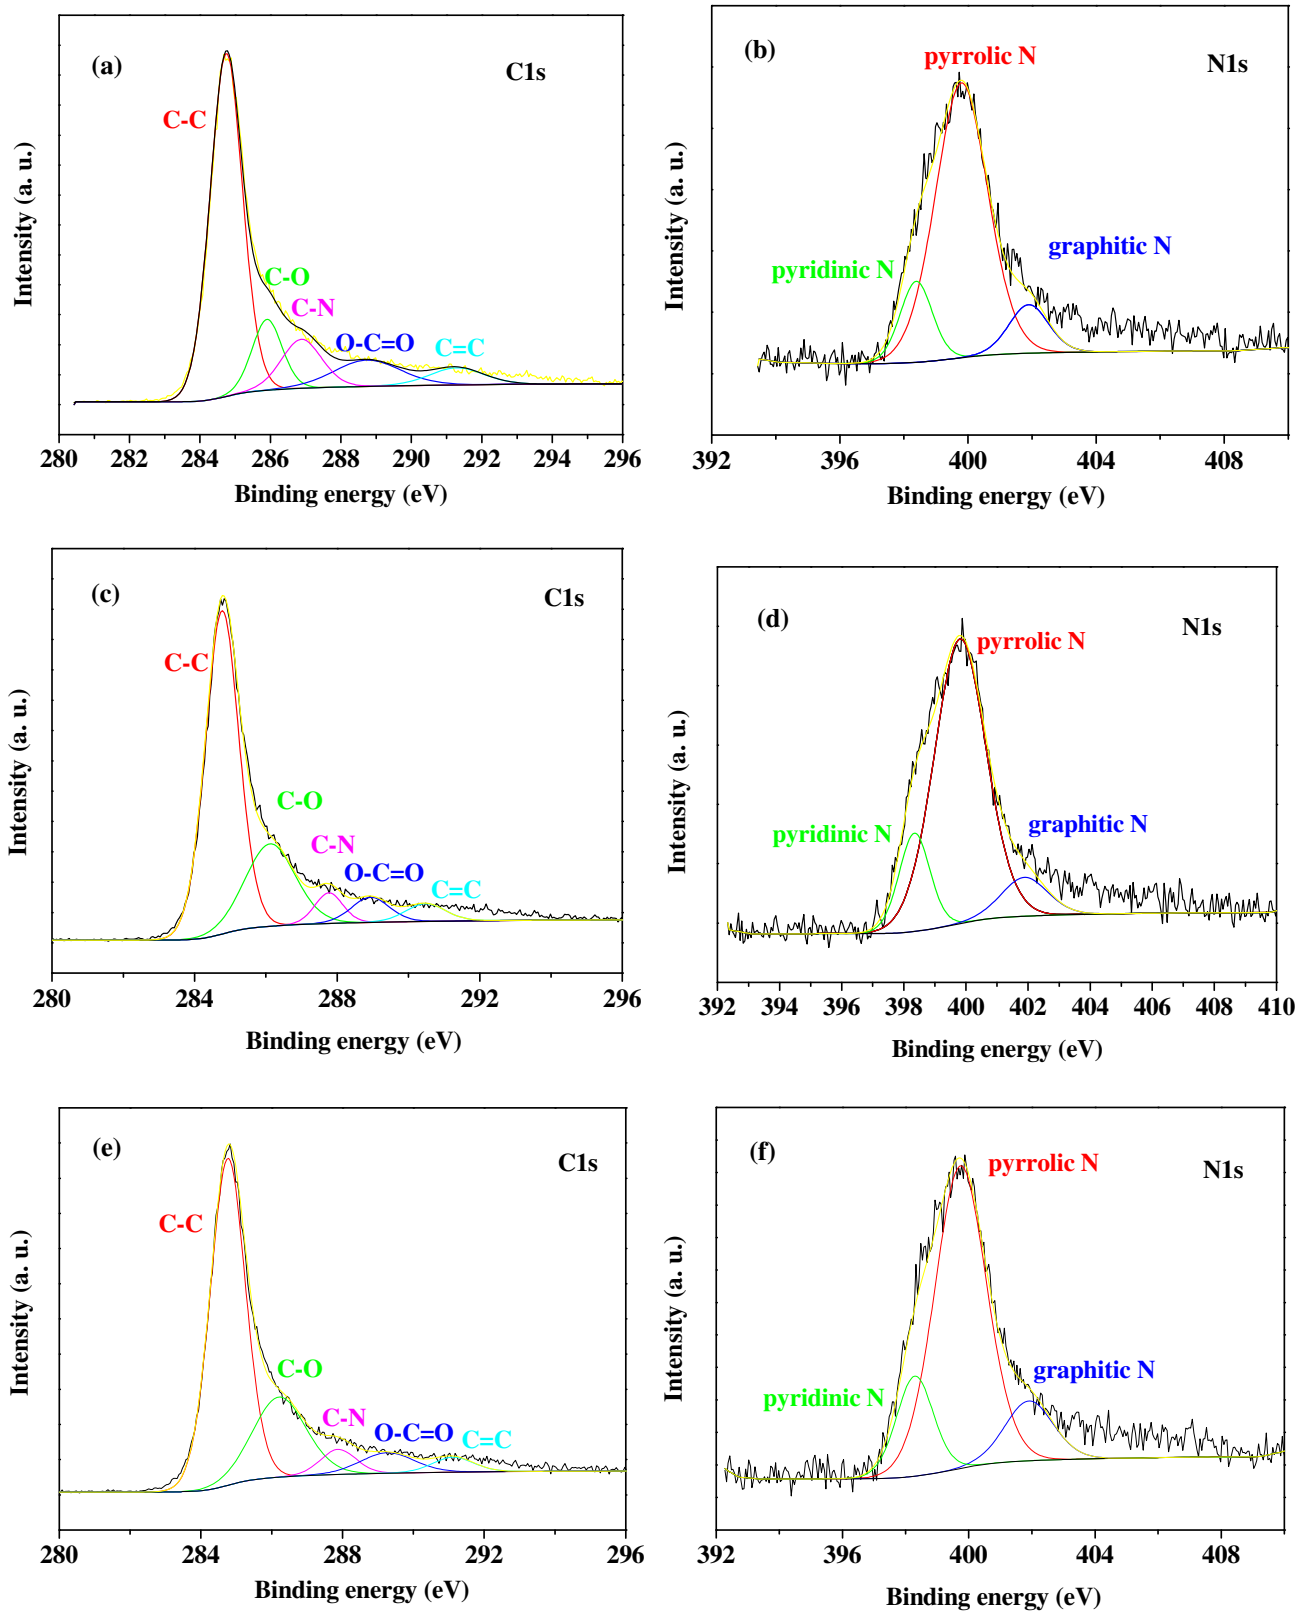 (a)
C1s
C-C
C-O
C-N
O-C=O
C=C
Intensity (a. u.)
280 282 284 286 288 290 292 294 296
Binding energy (eV)
(b)
pyrrolic N
N1s
pyridinic N
graphitic N
Intensity (a. u.)
392 396 400 404 408
Binding energy (eV)
(c)
C1s
C-C
C-O
C-N
O-C=O
C=C
Intensity (a. u.)
280 284 288 292 296
Binding energy (eV)
(d)
N1s
pyrrolic N
pyridinic N
graphitic N
Intensity (a. u.)
392 394 396 398 400 402 404 406 408 410
Binding energy (eV)
(e)
C1s
C-C
C-O
C-N
O-C=O
C=C
Intensity (a. u.)
280 284 288 292 296
Binding energy (eV)
(f)
pyrrolic N
N1s
graphitic N
pyridinic N
Intensity (a. u.)
392 396 400 404 408
Binding energy (eV)